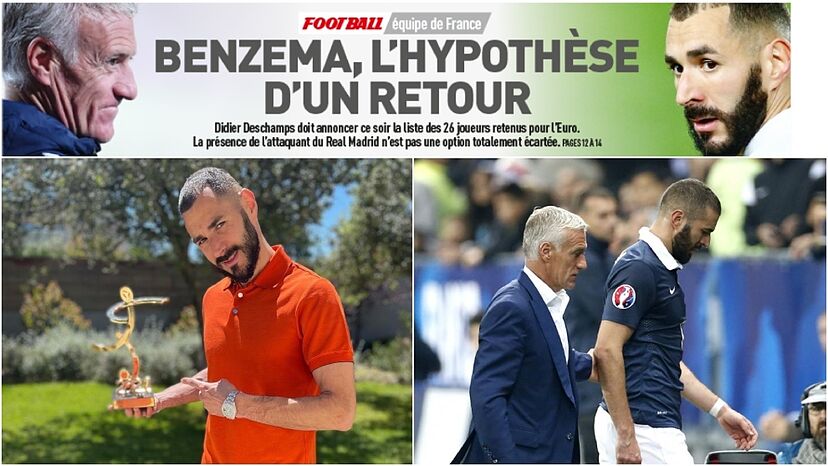 FOOTBALL équipe de France
BENZEMA, L'HYPOTHÈSE
D'UN RETOUR
Didier Deschamps doit annoncer ce soir la liste des 26 joueurs retenus pour l'Euro.
La présence de l'attaquant du Real Madrid n'est pas une option totalement écartée. PAGES 12 À 14